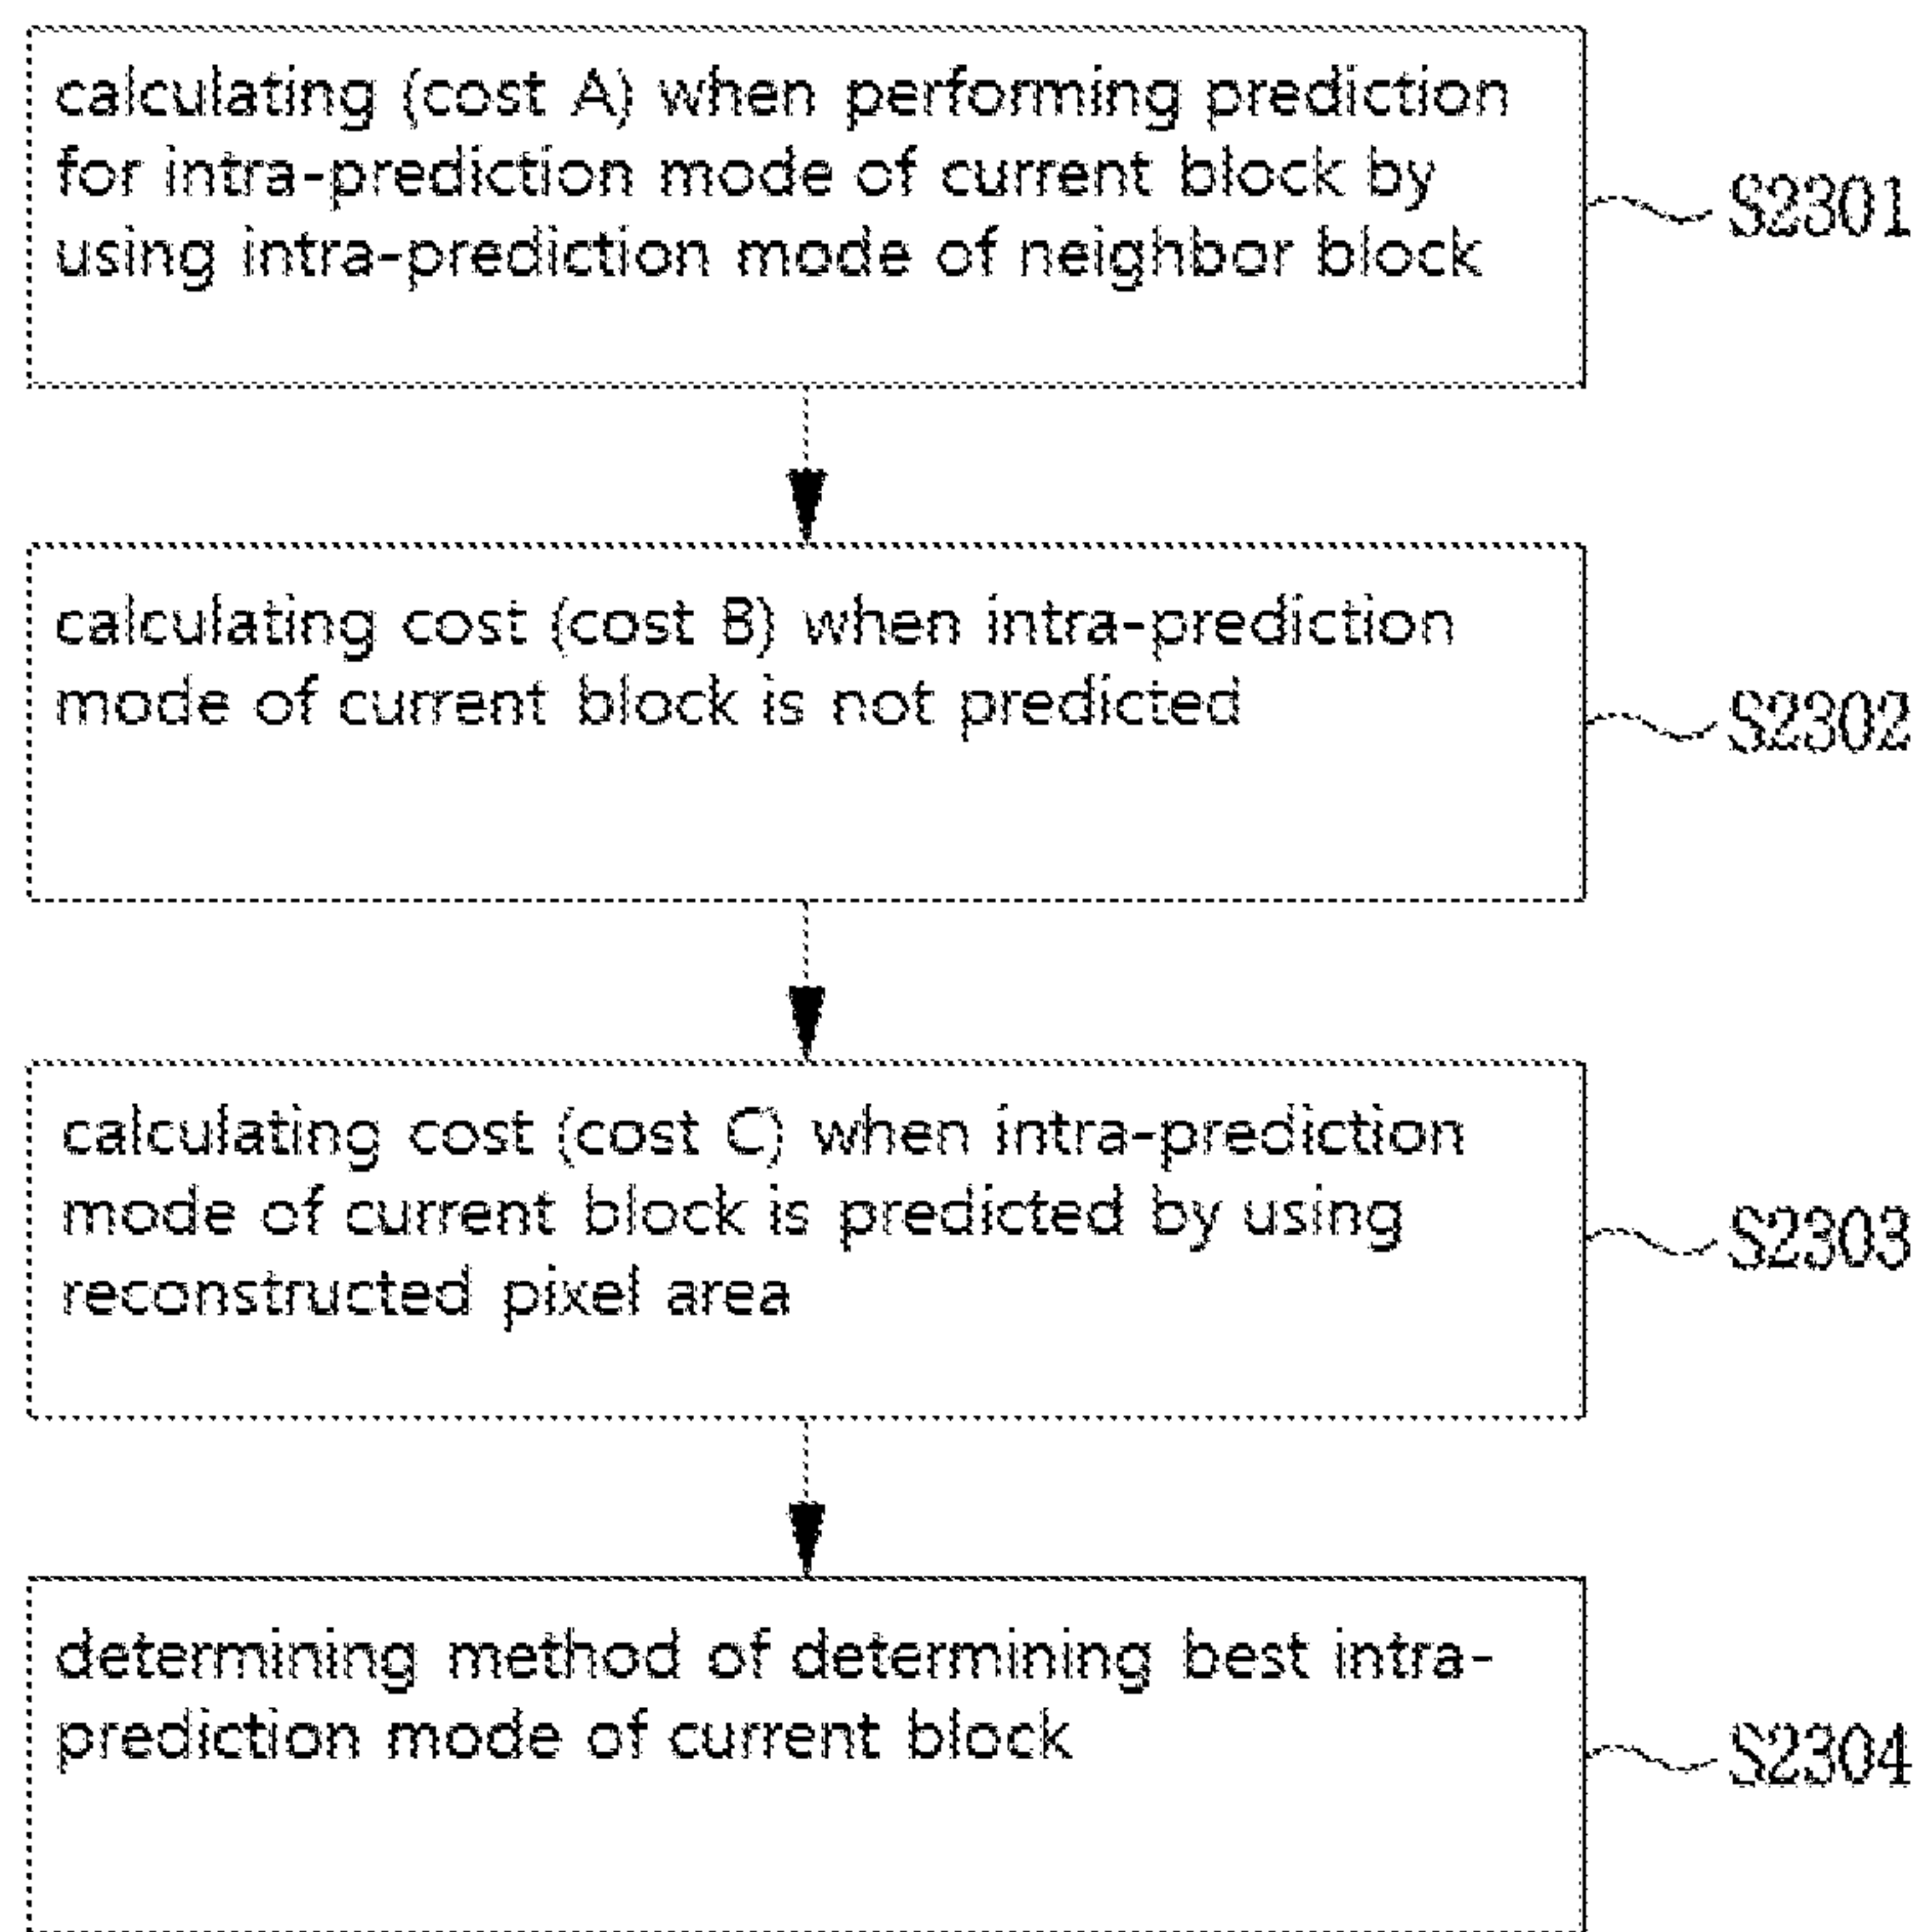 calculating (cost A) when performing prediction
for intra-prediction mode of current block by
using intra-prediction mode of neighbor block
S2301
calculating cost (cost B) when intra-prediction
mode of current block is not predicted
S2302
calculating cost (cost C) when intra-prediction
mode of current block is predicted by using
reconstructed pixel area
S2303
determining method of determining best intra-
prediction mode of current block
S2304